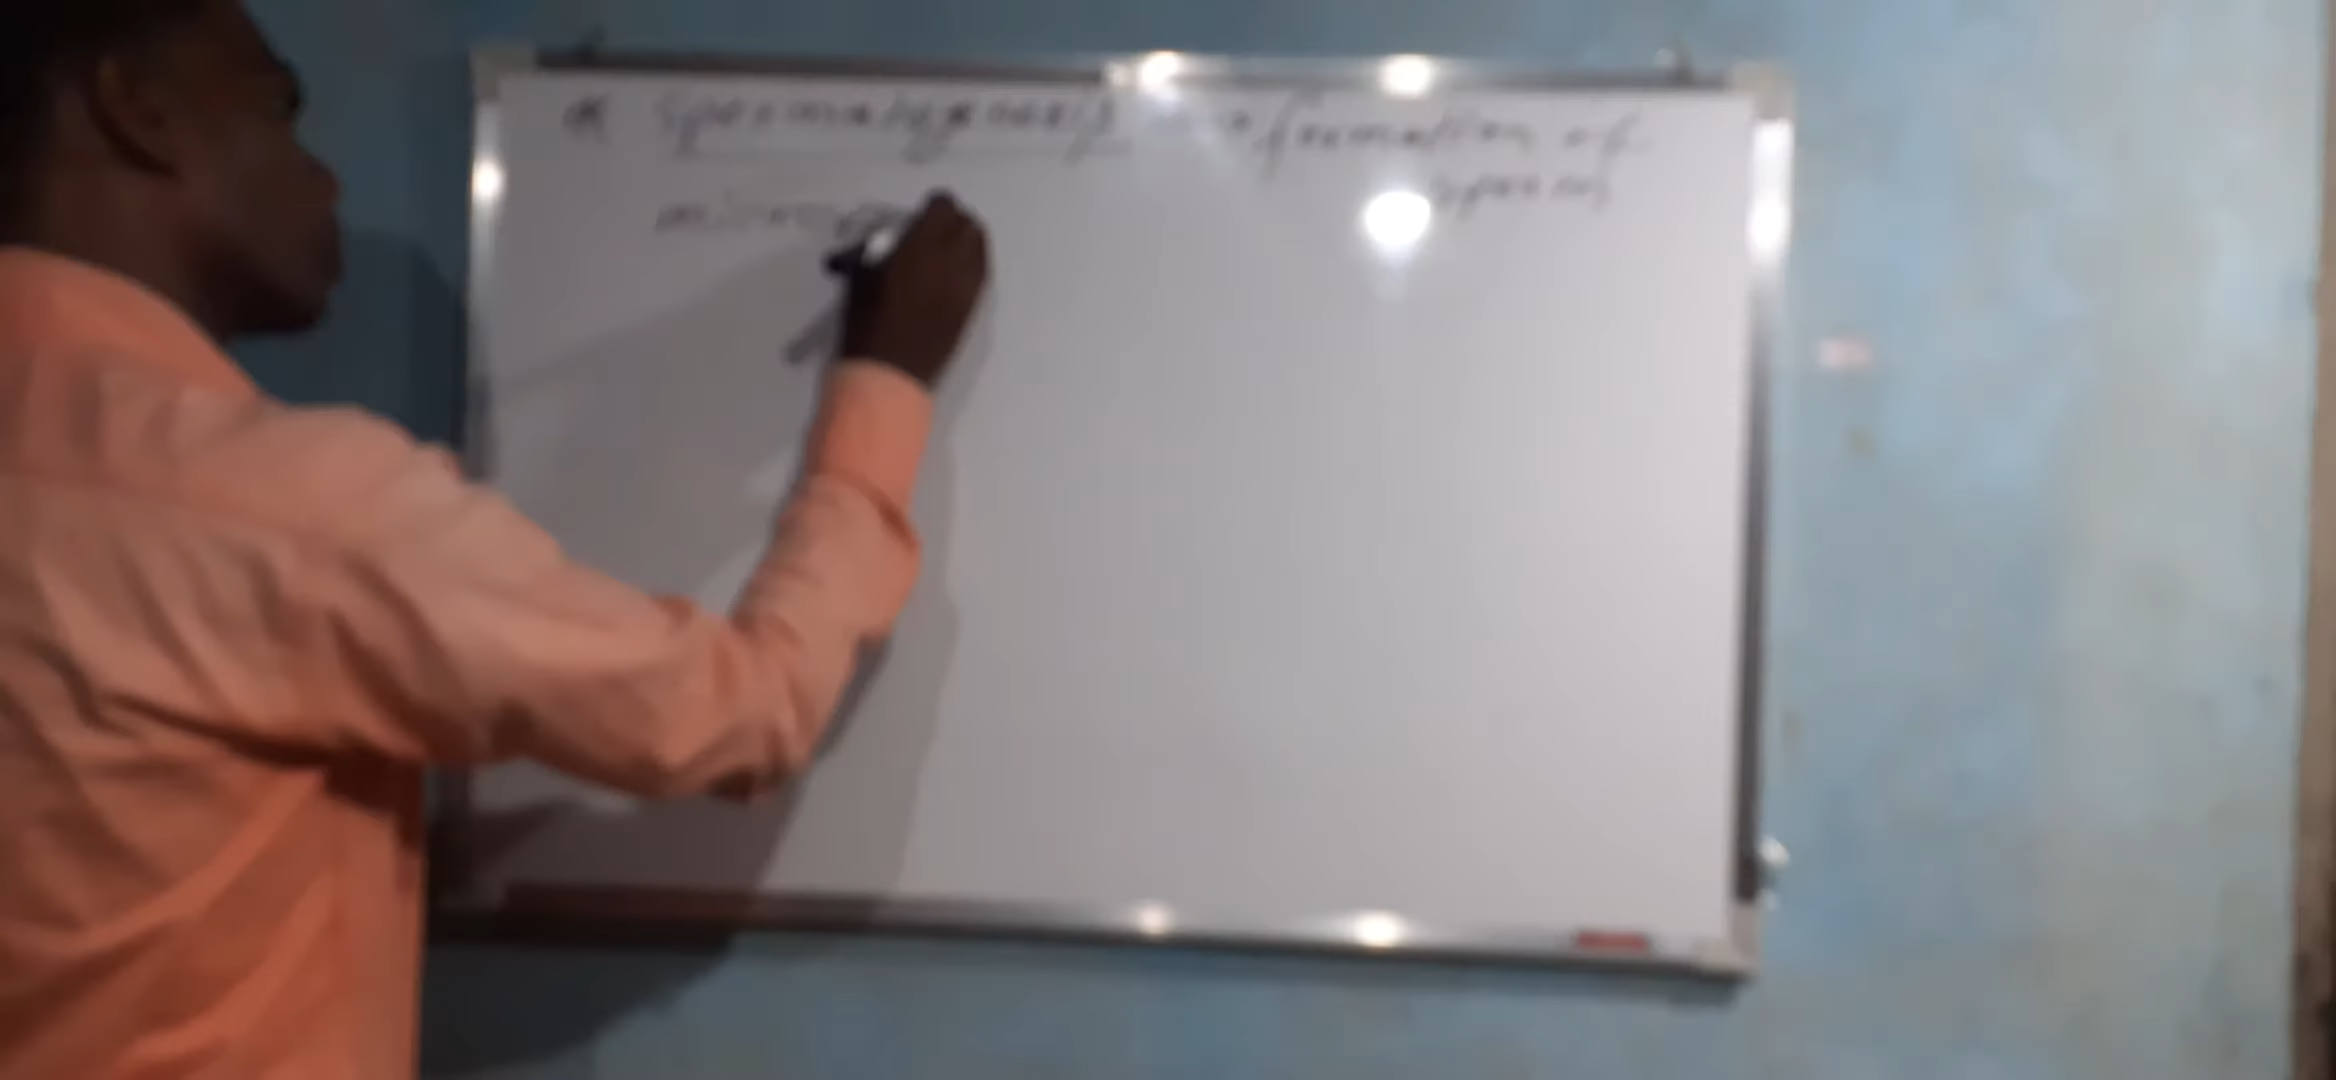 * Spermatogenesis → formation of
sperms